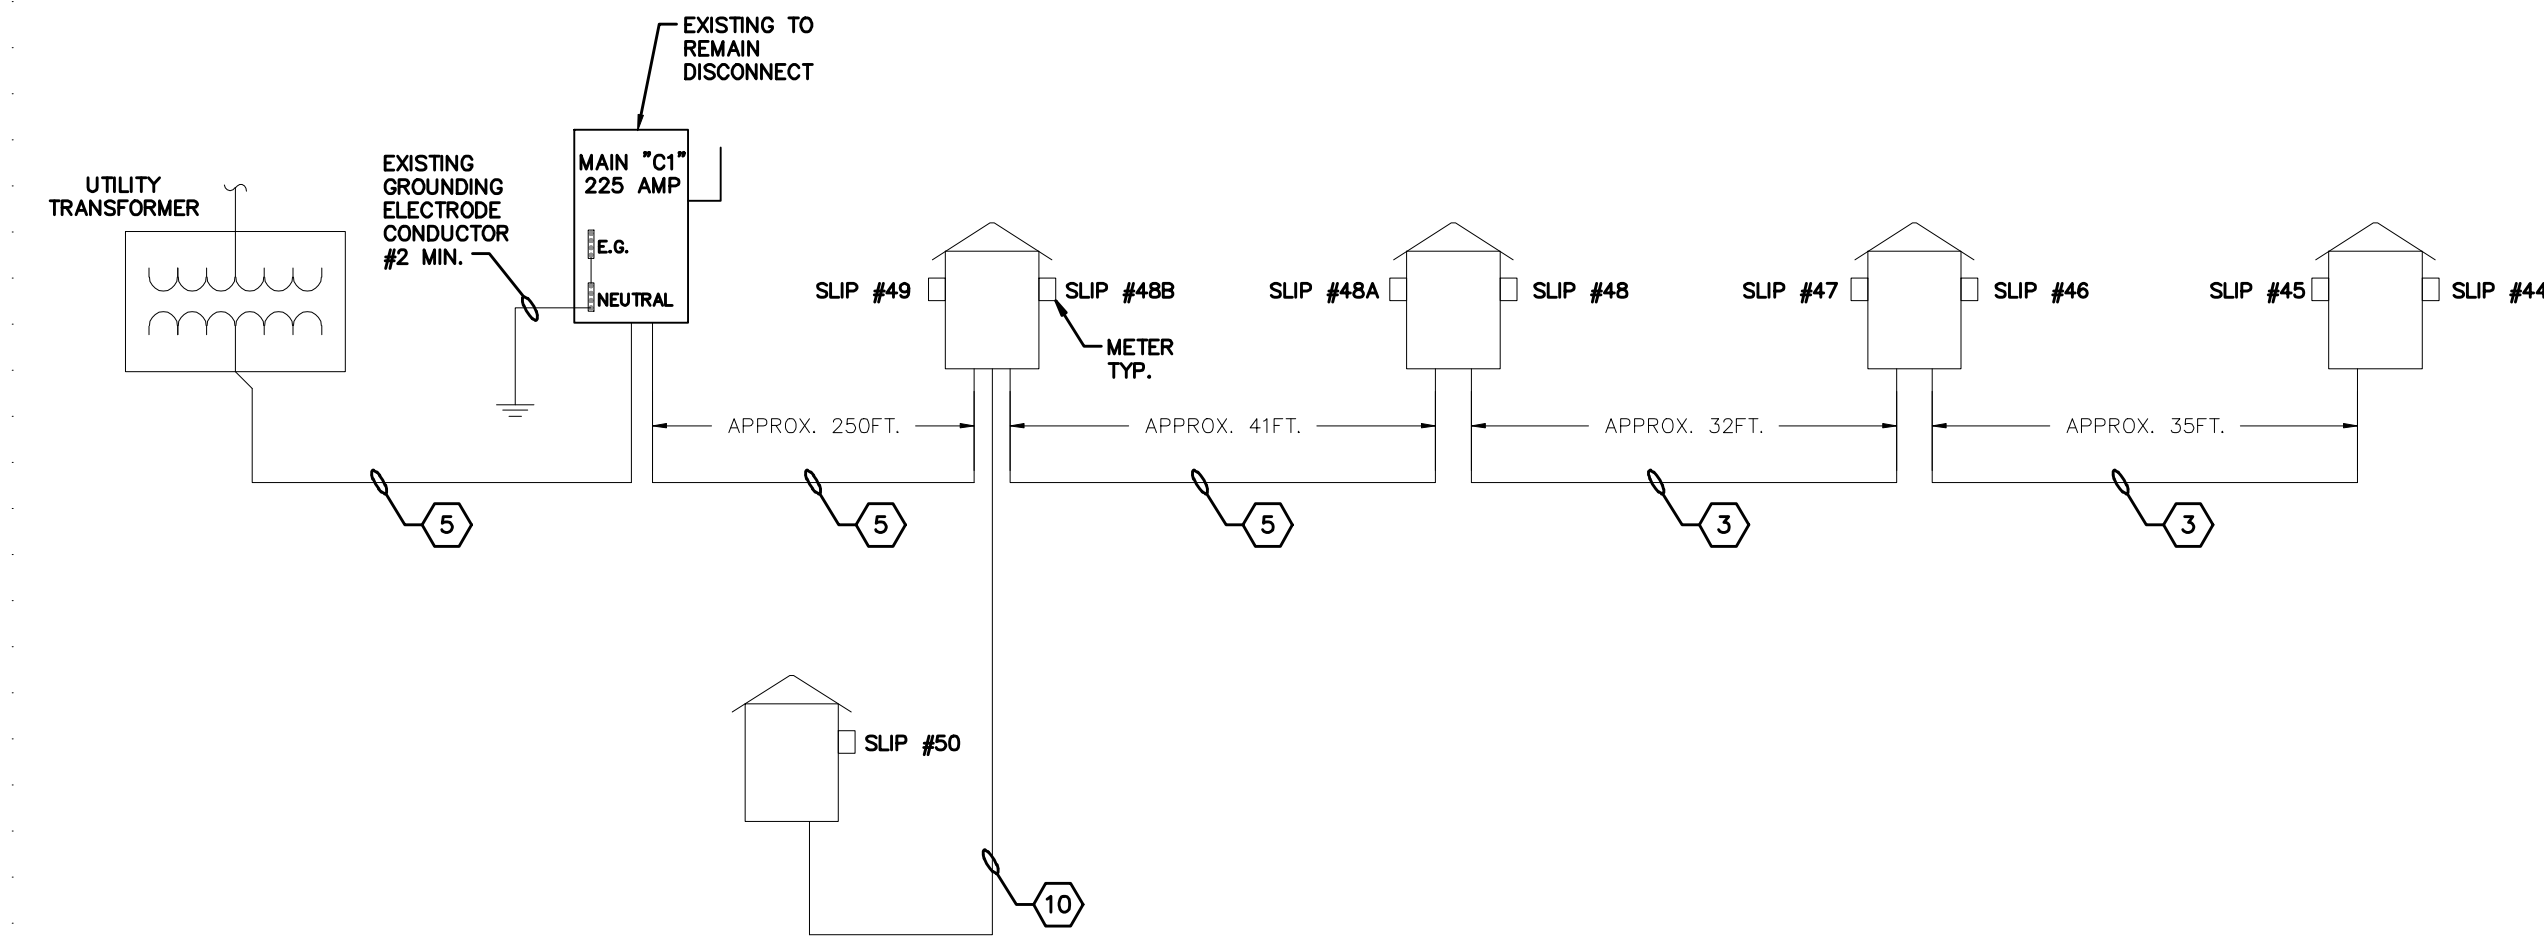 EXISTING TO
REMAIN
DISCONNECT
UTILITY
TRANSFORMER
EXISTING
GROUNDING
ELECTRODE
CONDUCTOR
#2 MIN.
MAIN "C1"
225 AMP
E.G.
NEUTRAL
SLIP #49
SLIP #48B
METER
TYP.
SLIP #48A
SLIP #48
SLIP #47
SLIP #46
SLIP #45
SLIP #44
APPROX. 250FT.
APPROX. 41FT.
APPROX. 32FT.
APPROX. 35FT.
5
5
5
3
3
SLIP #50
10